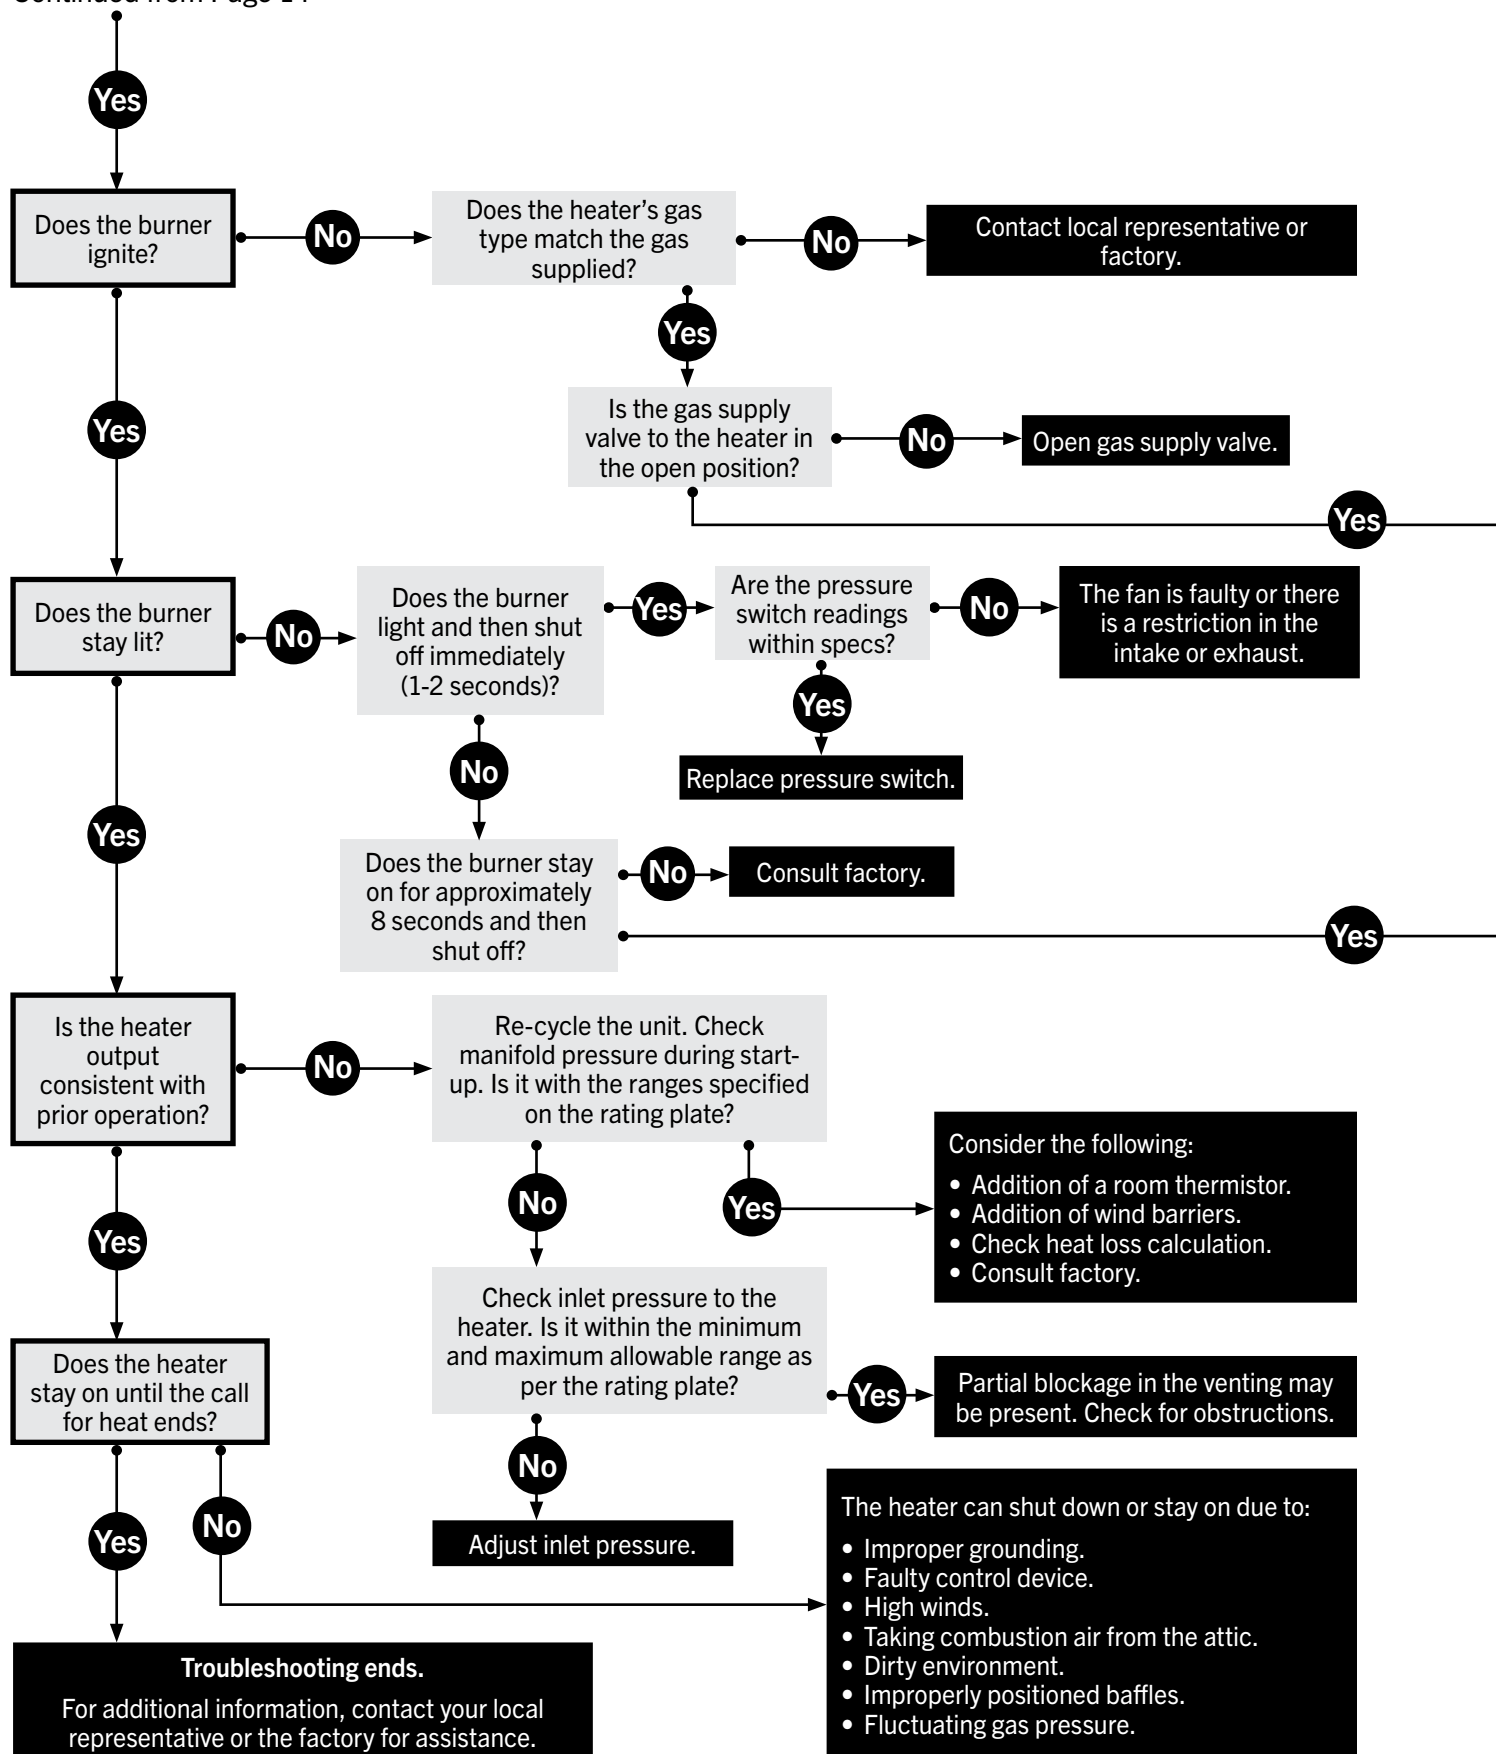 Yes
Does the burner
ignite?
No
Does the heater’s gas
type match the gas
supplied?
No
Contact local representative or
factory.
Yes
Is the gas supply
valve to the heater in
the open position?
No
Open gas supply valve.
Yes
Yes
Does the burner
stay lit?
No
Does the burner
light and then shut
off immediately
(1-2 seconds)?
Yes
Are the pressure
switch readings
within specs?
No
The fan is faulty or there
is a restriction in the
intake or exhaust.
Yes
Replace pressure switch.
No
Does the burner stay
on for approximately
8 seconds and then
shut off?
No
Consult factory.
Yes
Yes
Is the heater
output
consistent with
prior operation?
No
Re-cycle the unit. Check
manifold pressure during start-
up. Is it with the ranges specified
on the rating plate?
Yes
Consider the following:
• Addition of a room thermistor.
• Addition of wind barriers.
• Check heat loss calculation.
• Consult factory.
No
Check inlet pressure to the
heater. Is it within the minimum
and maximum allowable range as
per the rating plate?
Yes
Partial blockage in the venting may
be present. Check for obstructions.
No
Adjust inlet pressure.
Yes
Does the heater
stay on until the call
for heat ends?
No
The heater can shut down or stay on due to:
• Improper grounding.
• Faulty control device.
• High winds.
• Taking combustion air from the attic.
• Dirty environment.
• Improperly positioned baffles.
• Fluctuating gas pressure.
Yes
Troubleshooting ends.
For additional information, contact your local
representative or the factory for assistance.